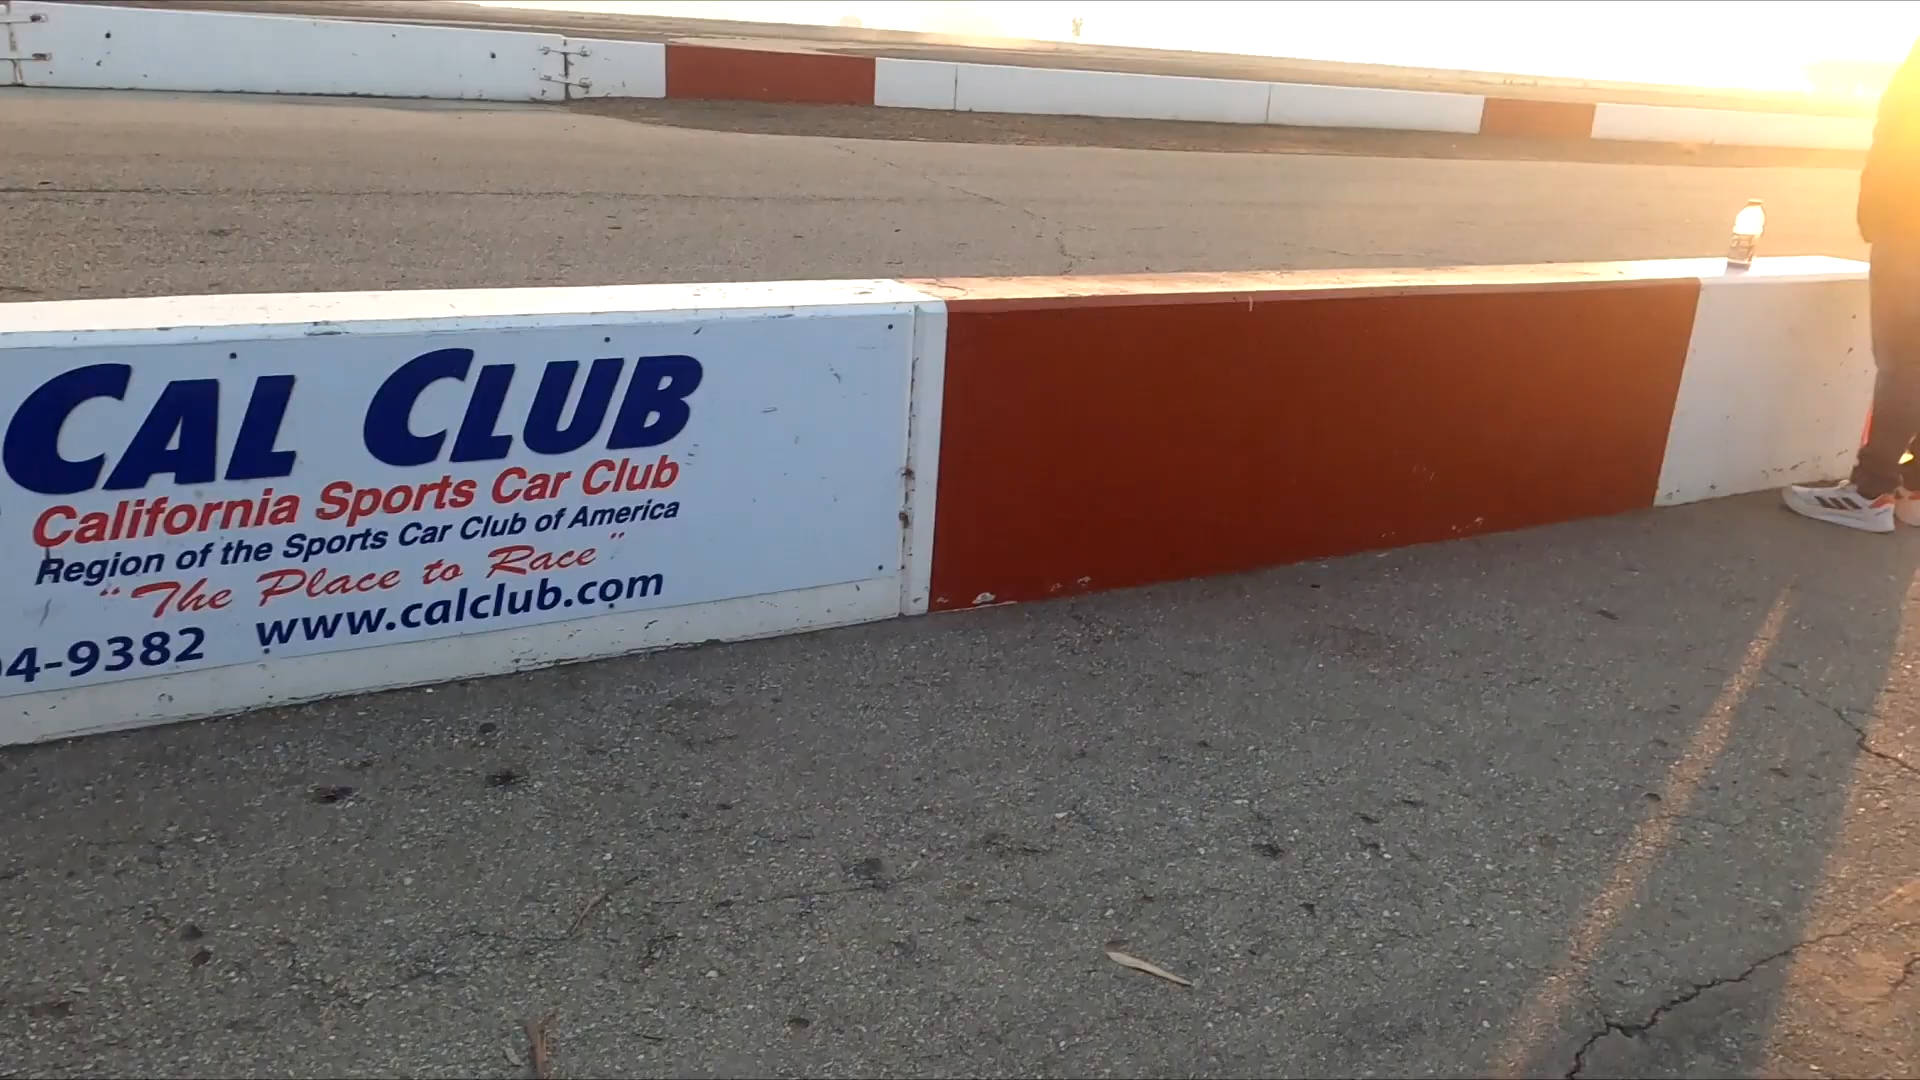 CAL CLUB
California Sports Car Club
Region of the Sports Car Club of America
"The Place to Race"
4-9382 www.calclub.com